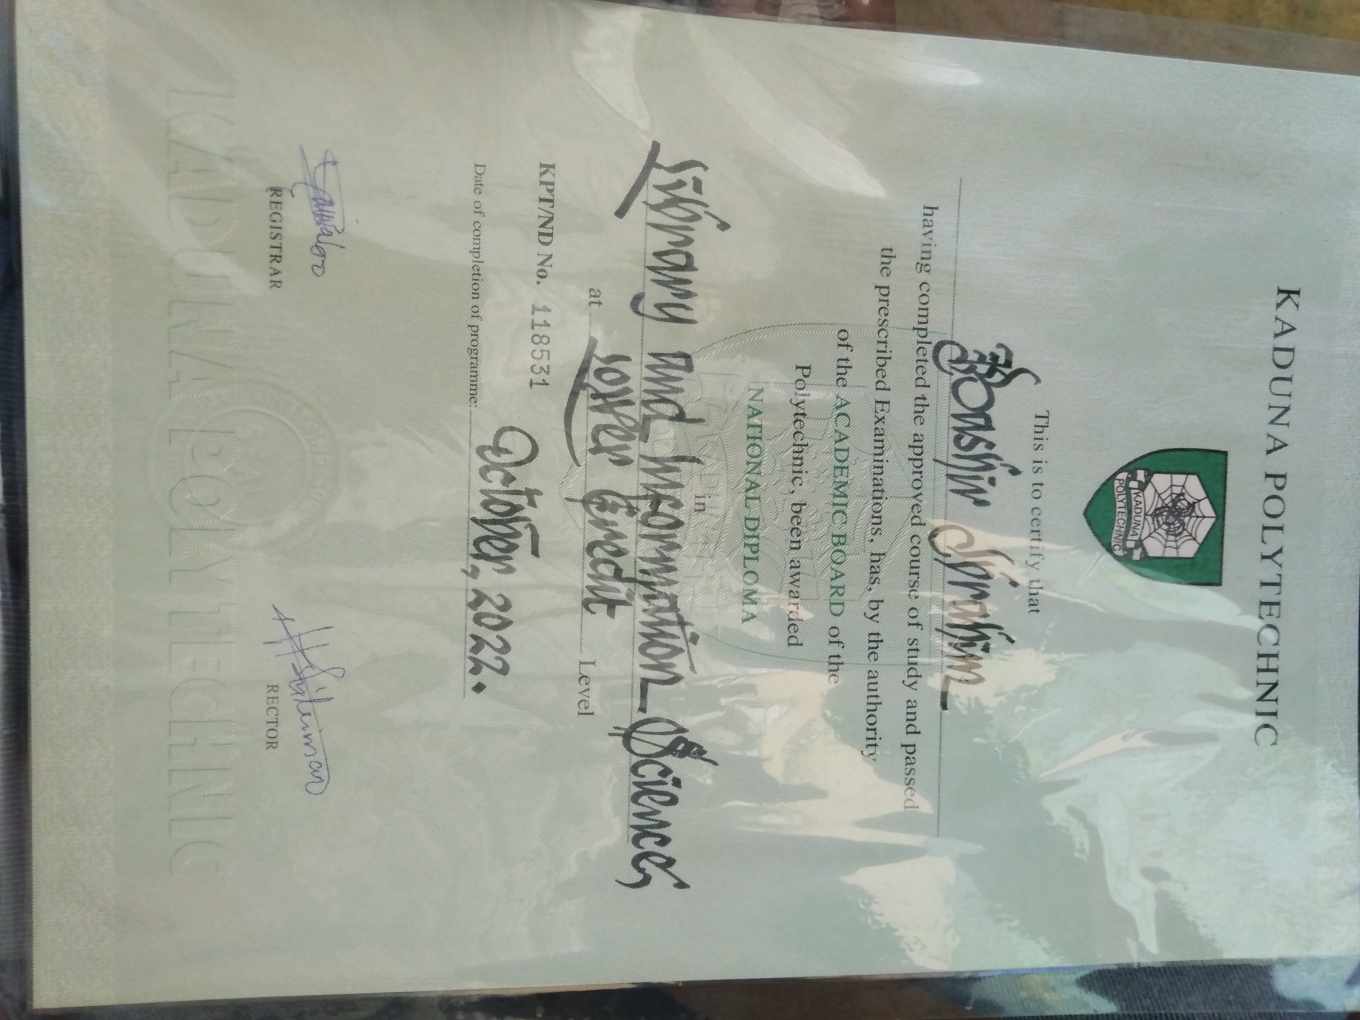 KADUNA POLYTECHNIC
KADUNA
POLYTECHNIC
This is to certify that
Bashir Ibrahim
having completed the approved course of study and passed
the prescribed Examinations, has, by the authority
of the ACADEMIC BOARD of the
Polytechnic, been awarded
NATIONAL DIPLOMA
in
Library and Information Science,
at Lower Credit Level
KPT/ND No. 118531
Date of completion of programme: October, 2022.
REGISTRAR
RECTOR
KADUNA POLYTECHNIC